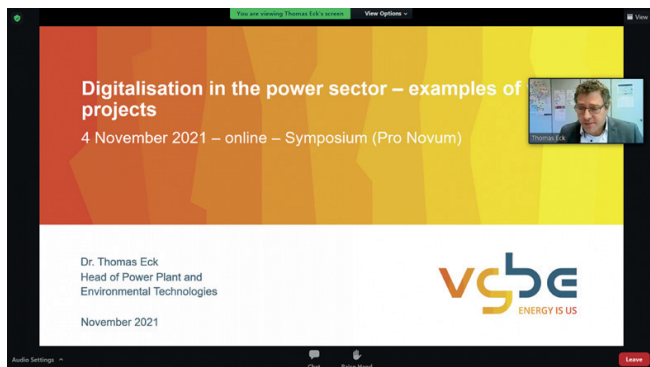 You are viewing Thomas Eck's screen
View Options
View
Digitalisation in the power sector – examples of
projects
4 November 2021 – online – Symposium (Pro Novum)
Thomas Eck
Dr. Thomas Eck
Head of Power Plant and
Environmental Technologies
November 2021
vgbe
ENERGY IS US
Audio Settings
Chat
Raise Hand
Leave